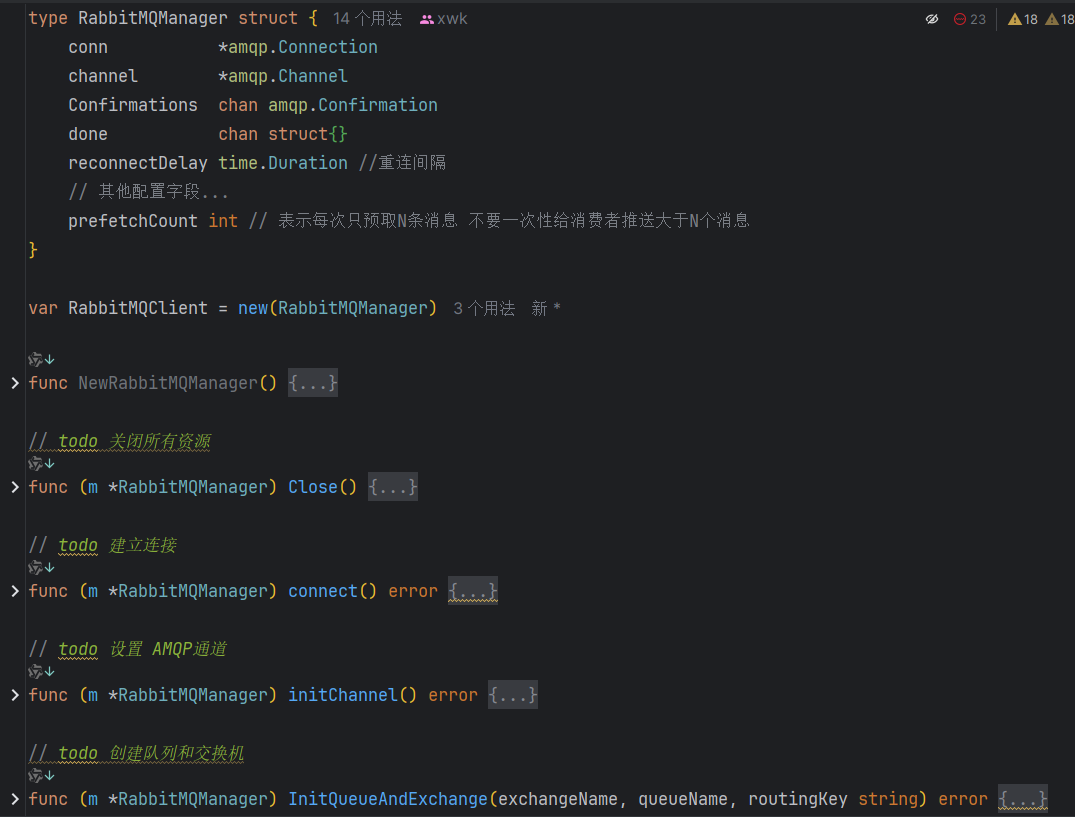 type RabbitMQManager struct { 14 个用法 xwk 23 18 18
conn *amqp.Connection
channel *amqp.Channel
Confirmations chan amqp.Confirmation
done chan struct{}
reconnectDelay time.Duration //重连间隔
// 其他配置字段...
prefetchCount int // 表示每次只预取N条消息 不要一次性给消费者推送大于N个消息
}
var RabbitMQClient = new(RabbitMQManager) 3 个用法 新 *
func NewRabbitMQManager() {...}
// todo 关闭所有资源
func (m *RabbitMQManager) Close() {...}
// todo 建立连接
func (m *RabbitMQManager) connect() error {...}
// todo 设置 AMQP通道
func (m *RabbitMQManager) initChannel() error {...}
// todo 创建队列和交换机
func (m *RabbitMQManager) InitQueueAndExchange(exchangeName, queueName, routingKey string) error {...}